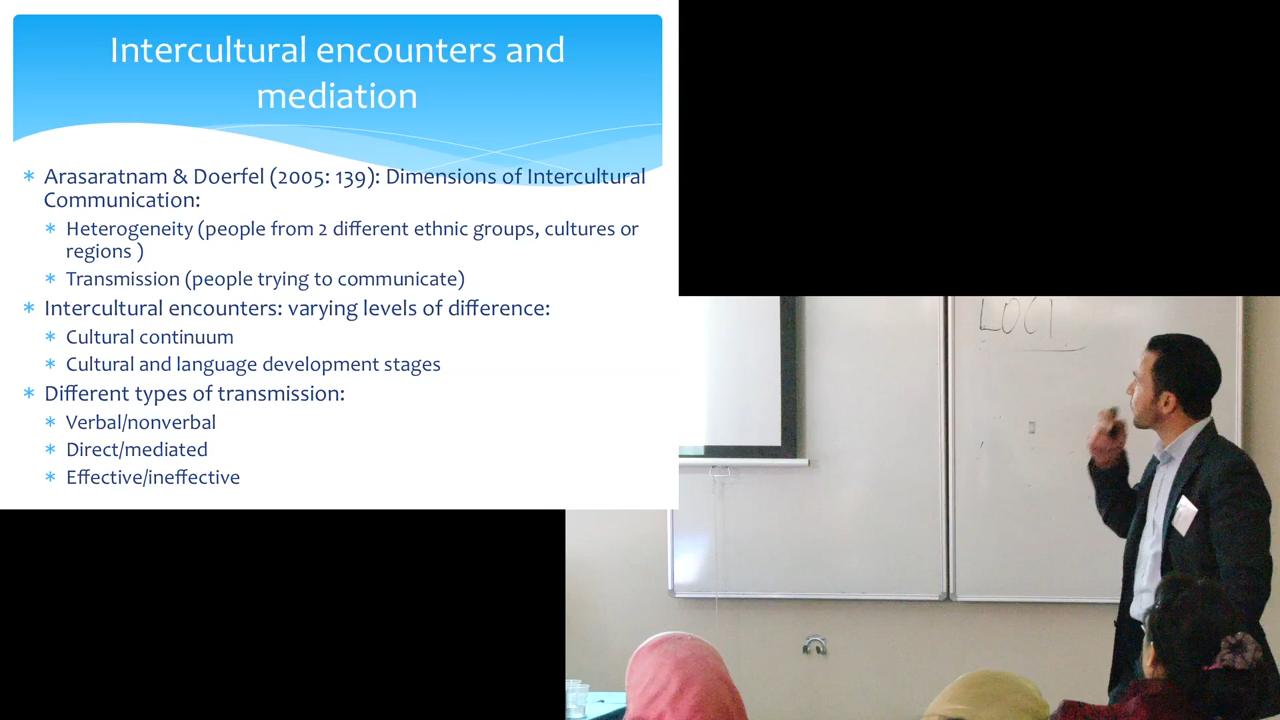 Intercultural encounters and
mediation
* Arasaratnam & Doerfel (2005: 139): Dimensions of Intercultural
Communication:
* Heterogeneity (people from 2 different ethnic groups, cultures or
regions )
* Transmission (people trying to communicate)
* Intercultural encounters: varying levels of difference:
* Cultural continuum
* Cultural and language development stages
* Different types of transmission:
* Verbal/nonverbal
* Direct/mediated
* Effective/ineffective
LOCI